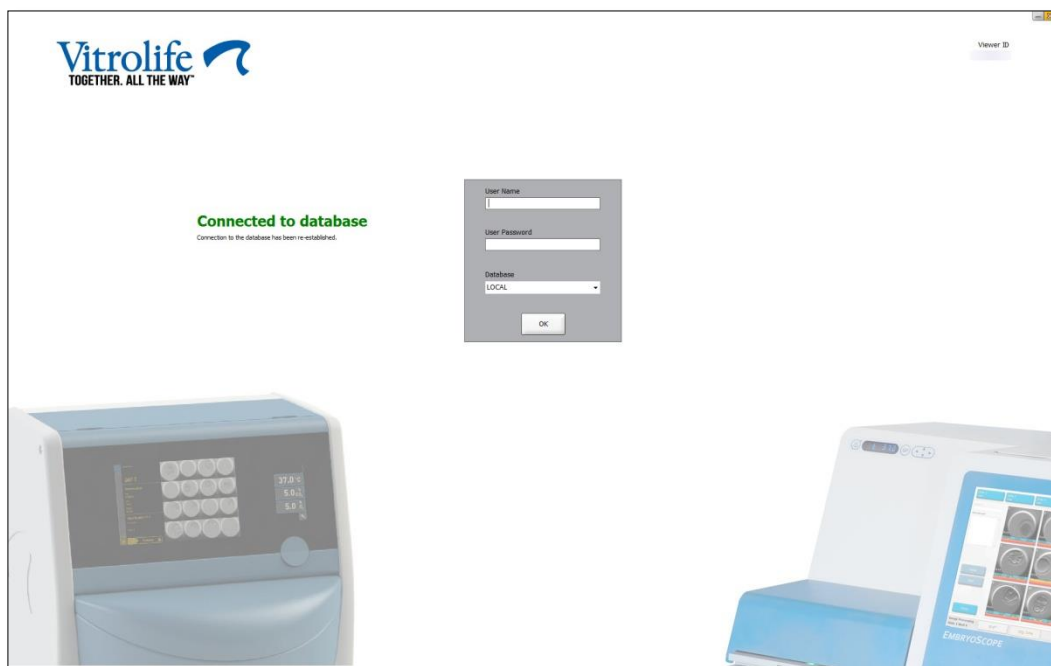 Vitrolife
TOGETHER. ALL THE WAY™
Viewer ID
Connected to database
Connection to the database has been re-established.
User Name
User Password
Database
LOCAL
OK
37.0 °C
5.0
5.0
EMBRYOSCOPE